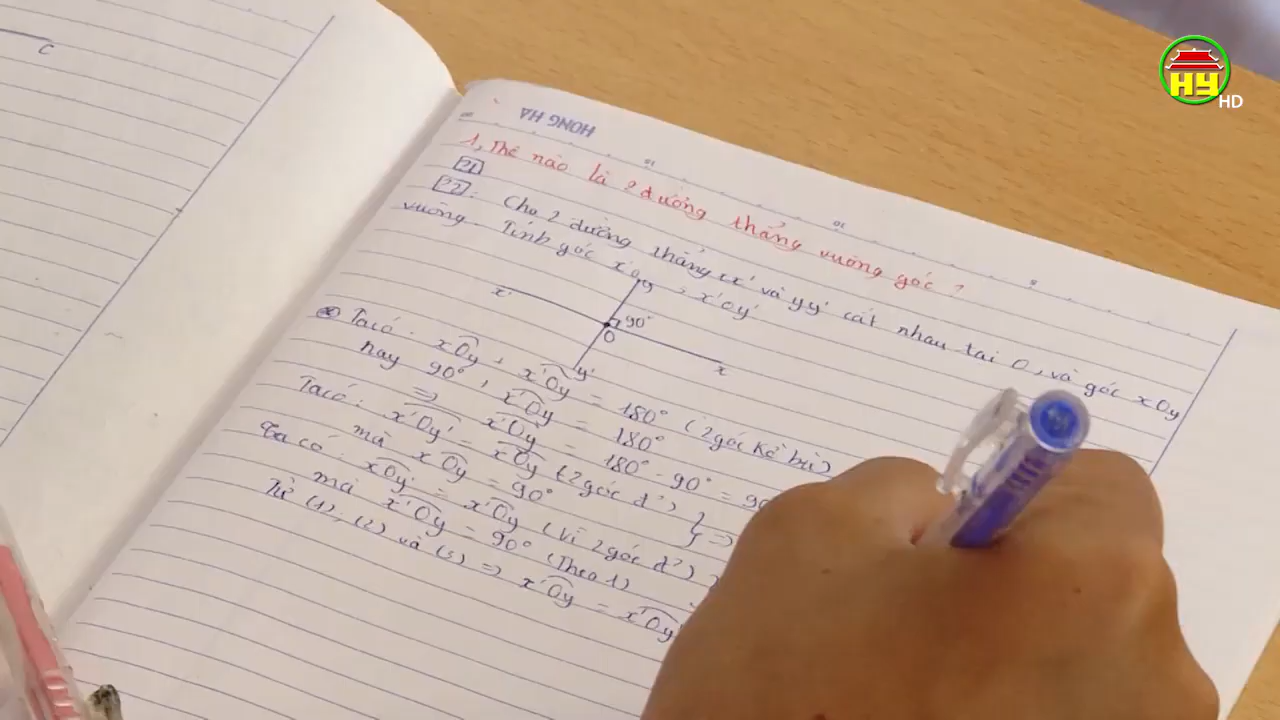 HY
HD
HONG HA
1, Thế nào là 2 đường thẳng vuông góc ?
?1
?2 : Cho 2 đường thẳng xx' và yy' cắt nhau tại O, và góc xOy
vuông. Tính góc x'Oy, x'Oy'
y
x'
90°
O
x
y'
Ta có: xOy + x'Oy = 180° (2 góc kề bù)
hay 90° + x'Oy = 180°
=> x'Oy = 180° - 90° = 90
Ta có: x'Oy' = xOy (2 góc đ²) } =>
mà xOy = 90°
Ta có: xOy' = x'Oy (Vì 2 góc đ²)
mà x'Oy = 90° (Theo 1)
Từ (1), (2) và (3) => x'Oy = x'Oy'
C